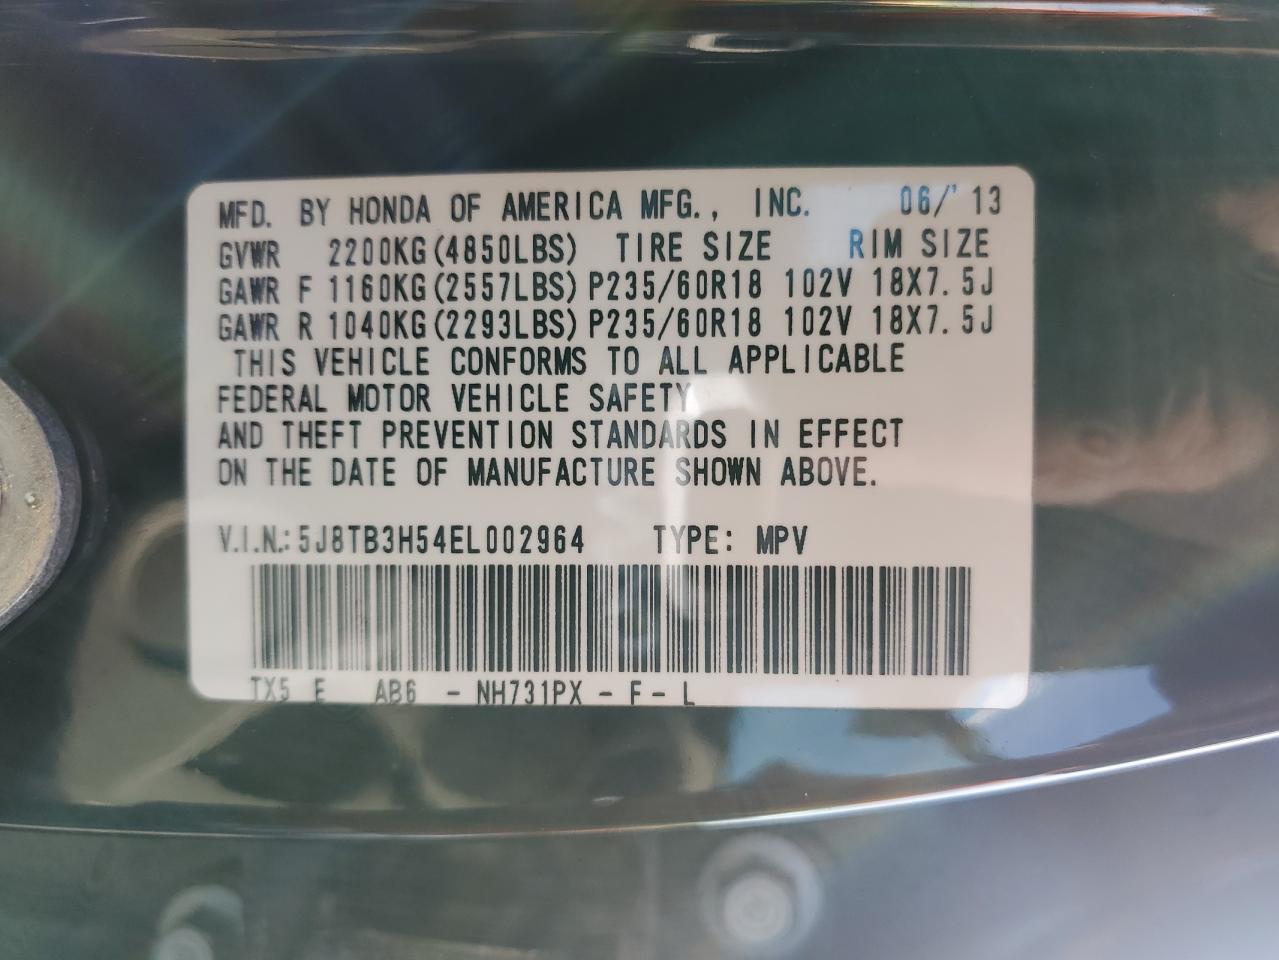 MFD. BY HONDA OF AMERICA MFG., INC. 06/'13
GVWR 2200KG(4850LBS) TIRE SIZE RIM SIZE
GAWR F 1160KG(2557LBS) P235/60R18 102V 18X7.5J
GAWR R 1040KG(2293LBS) P235/60R18 102V 18X7.5J
THIS VEHICLE CONFORMS TO ALL APPLICABLE
FEDERAL MOTOR VEHICLE SAFETY
AND THEFT PREVENTION STANDARDS IN EFFECT
ON THE DATE OF MANUFACTURE SHOWN ABOVE.
V.I.N.: 5J8TB3H54EL002964 TYPE: MPV
TX5 E AB6 - NH731PX - F - L